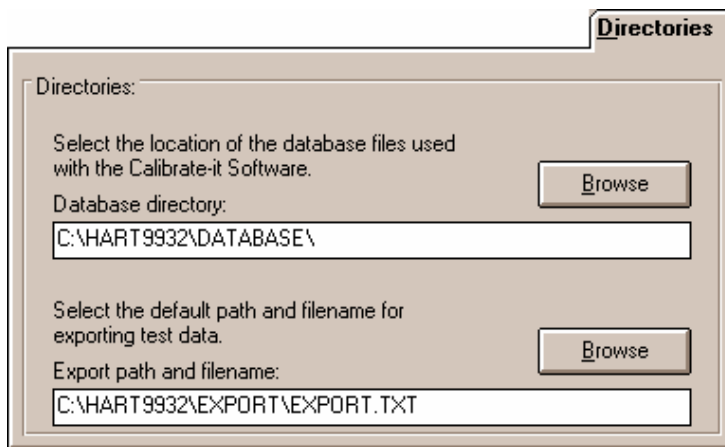 Directories
Directories:
Select the location of the database files used
with the Calibrate-it Software.
Browse
Database directory:
C:\HART9932\DATABASE\
Select the default path and filename for
exporting test data.
Browse
Export path and filename:
C:\HART9932\EXPORT\EXPORT.TXT